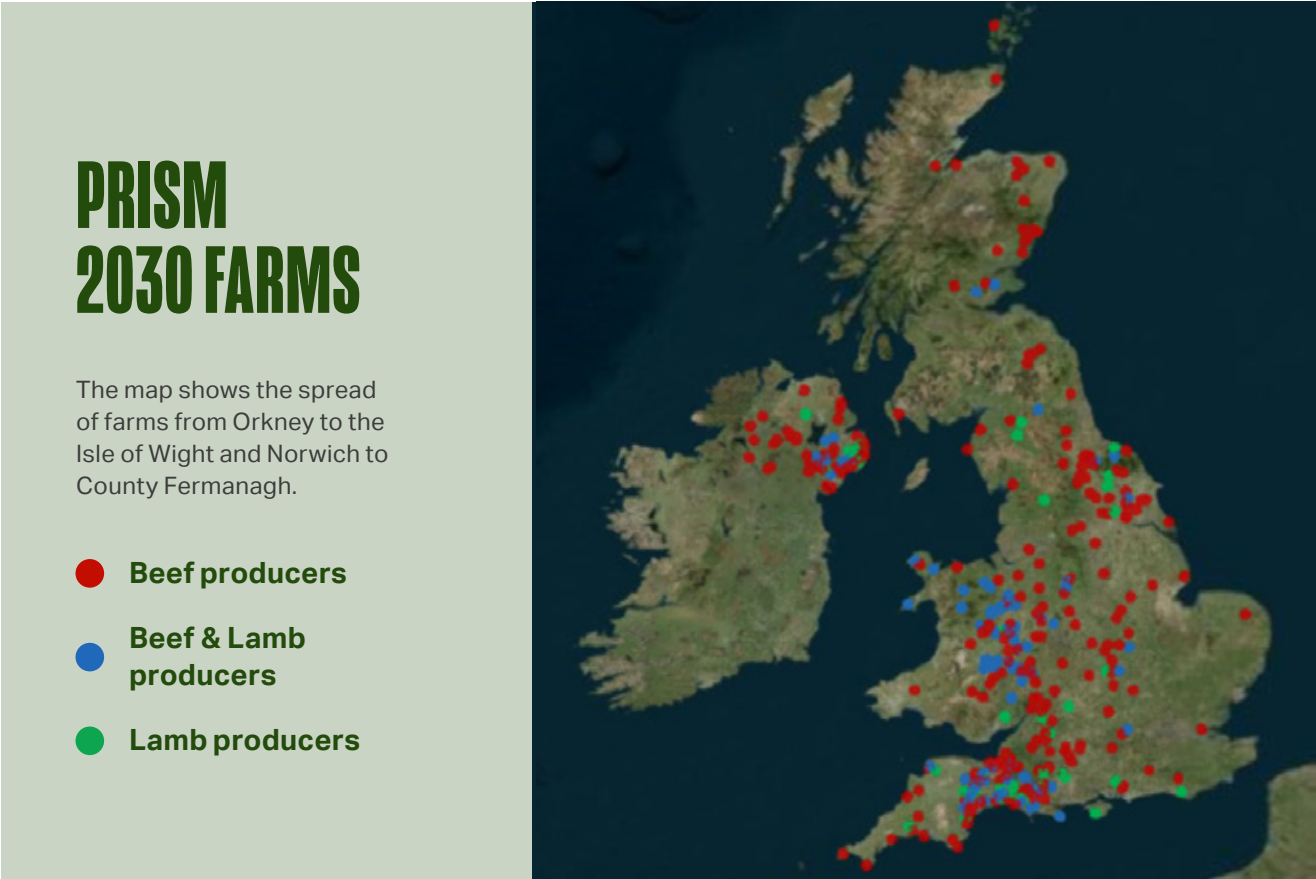 PRISM
2030 FARMS
The map shows the spread
of farms from Orkney to the
Isle of Wight and Norwich to
County Fermanagh.
Beef producers
Beef & Lamb
producers
Lamb producers